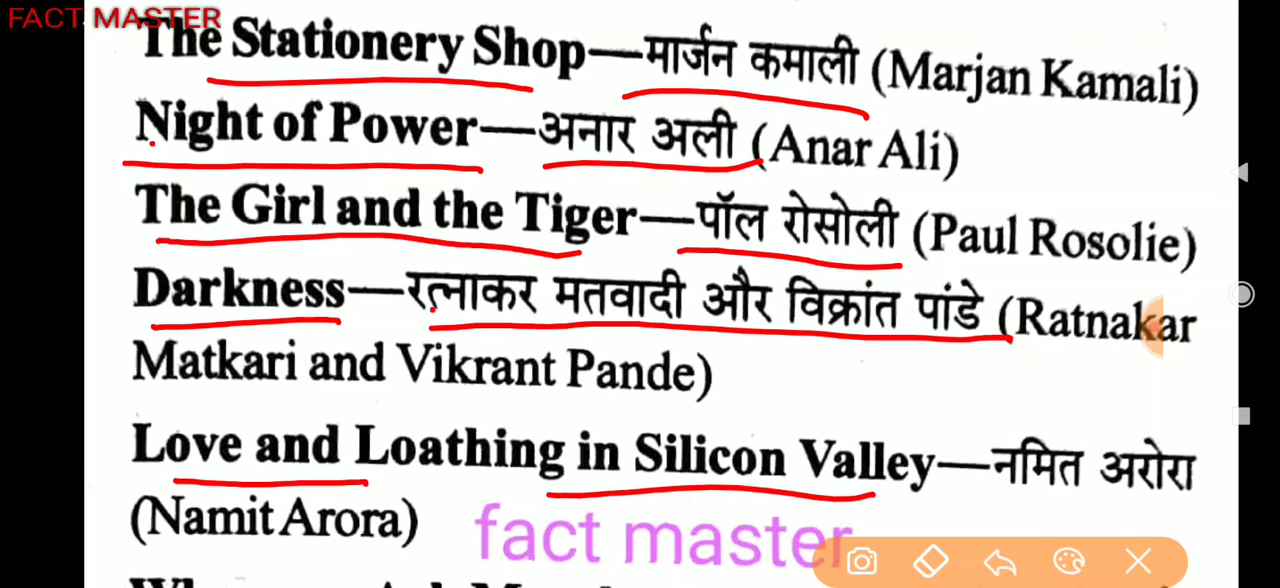 FACT MASTER
The Stationery Shop—मार्जन कमाली (Marjan Kamali)
Night of Power—अनार अली (Anar Ali)
The Girl and the Tiger—पॉल रोसोली (Paul Rosolie)
Darkness—रत्नाकर मतवादी और विक्रांत पांडे (Ratnakar
Matkari and Vikrant Pande)
Love and Loathing in Silicon Valley—नमित अरोरा
(Namit Arora)
fact master